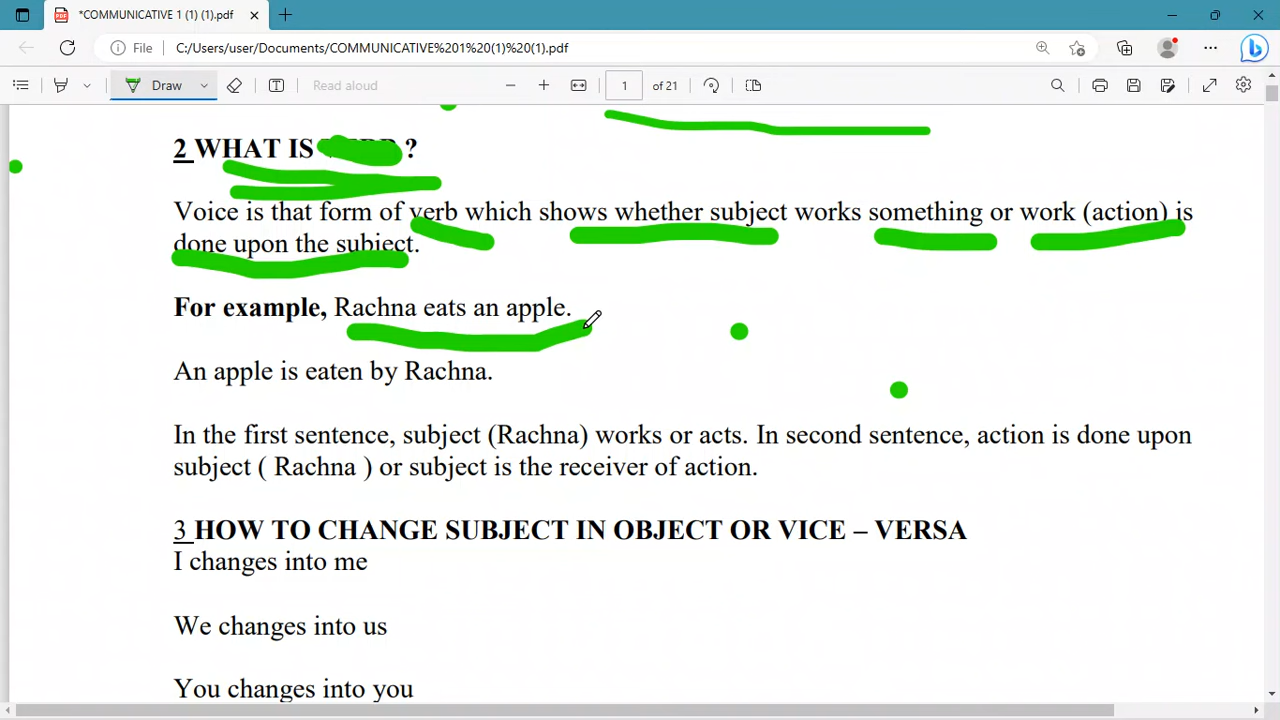 *COMMUNICATIVE 1 (1) (1).pdf
File C:/Users/user/Documents/COMMUNICATIVE%201%20(1)%20(1).pdf
Draw Read aloud 1 of 21
2 WHAT IS ?
Voice is that form of verb which shows whether subject works something or work (action) is
done upon the subject.
For example, Rachna eats an apple.
An apple is eaten by Rachna.
In the first sentence, subject (Rachna) works or acts. In second sentence, action is done upon
subject ( Rachna ) or subject is the receiver of action.
3 HOW TO CHANGE SUBJECT IN OBJECT OR VICE – VERSA
I changes into me
We changes into us
You changes into you